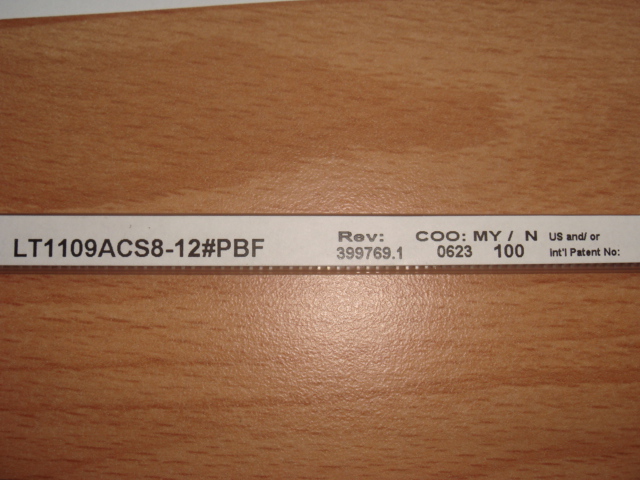 LT1109ACS8-12#PBF
Rev: COO: MY / N US and/ or
399769.1 0623 100 Int'l Patent No: